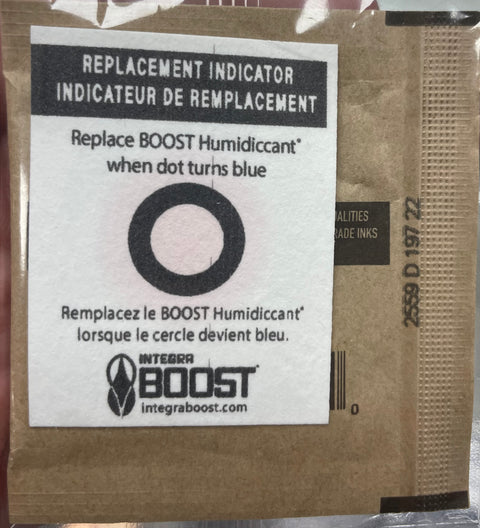 REPLACEMENT INDICATOR
INDICATEUR DE REMPLACEMENT
Replace BOOST Humidiccant®
when dot turns blue
Remplacez le BOOST Humidiccant®
lorsque le cercle devient bleu.
INTEGRA
BOOST®
integraboost.com
RADE INKS
0
2559 D 197 22